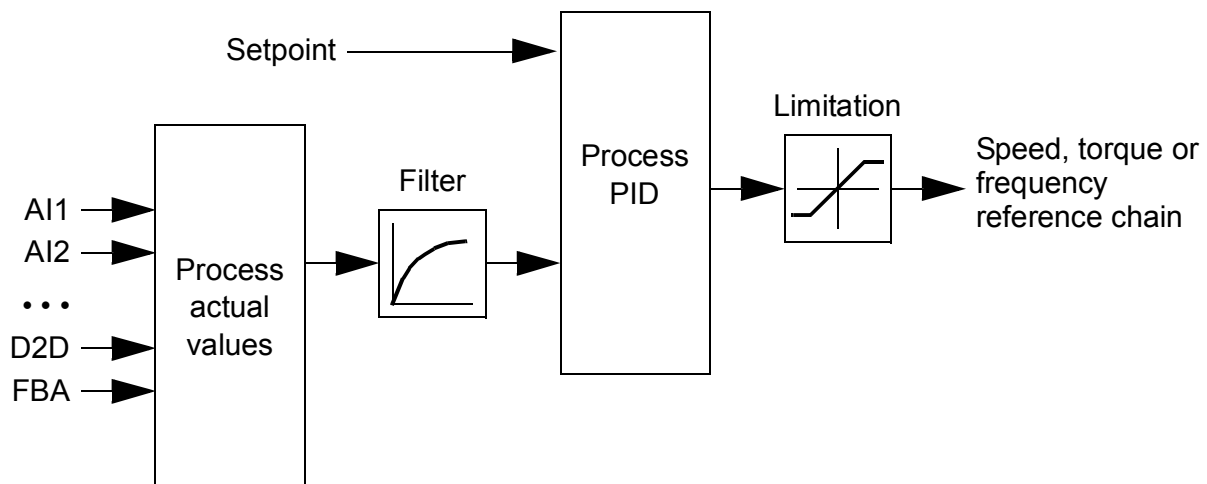 Setpoint
Process
PID
Limitation
Speed, torque or
frequency
reference chain
Filter
AI1
AI2
• • •
D2D
FBA
Process
actual
values